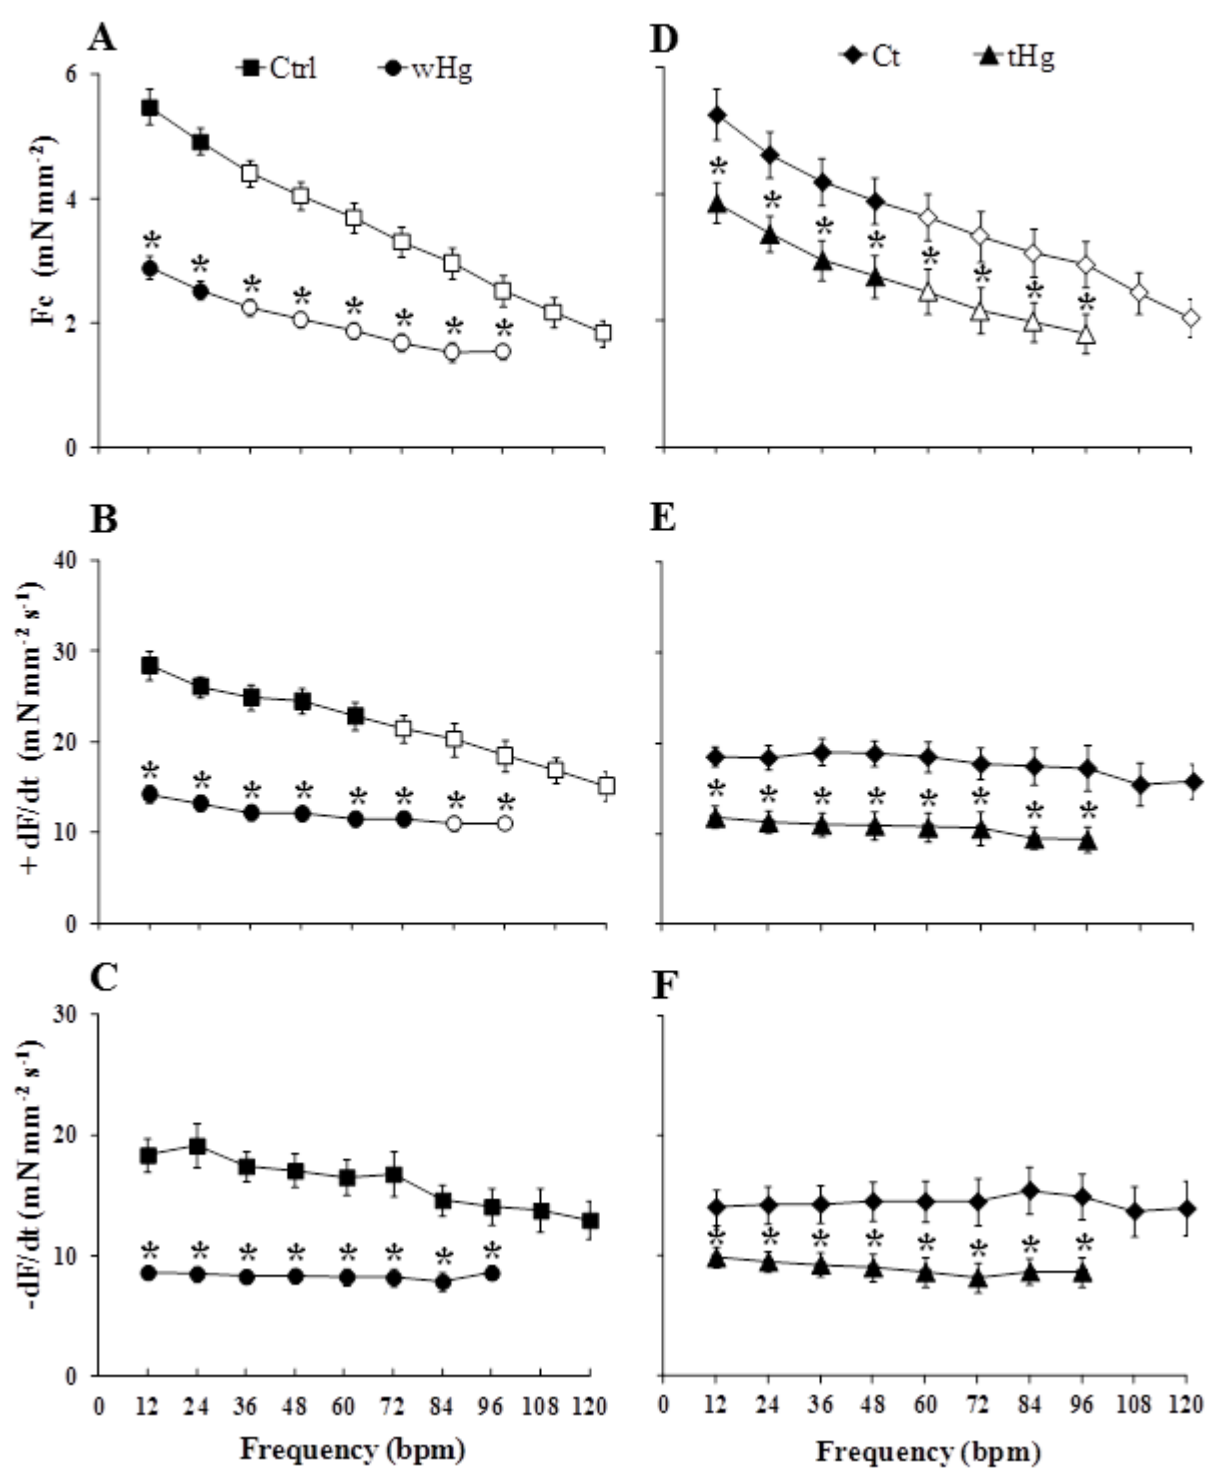 A
Ctrl wHg
6
4
2
0
Fc (mN mm-2)
D
Ct tHg
* * * * * * * *
* * * * * * * *
B
40
30
20
10
0
+ dF/dt (mN mm-2 s-1)
* * * * * * * *
E
* * * * * * * *
C
30
20
10
0
-dF/dt (mN mm-2 s-1)
* * * * * * * *
0 12 24 36 48 60 72 84 96 108 120
Frequency (bpm)
F
* * * * * * * *
0 12 24 36 48 60 72 84 96 108 120
Frequency (bpm)